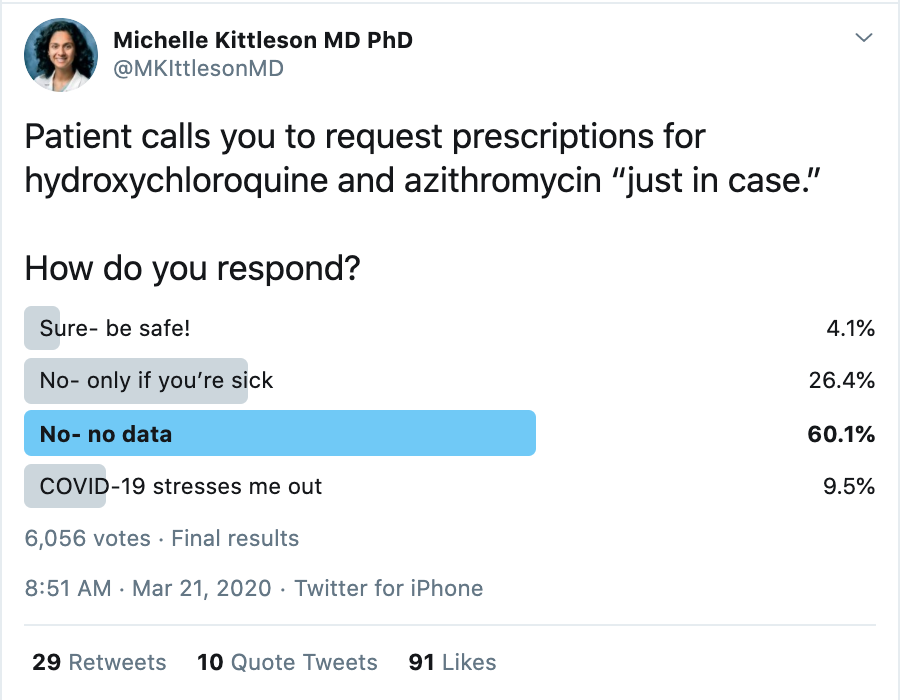 Michelle Kittleson MD PhD
@MKIttlesonMD
Patient calls you to request prescriptions for
hydroxychloroquine and azithromycin “just in case.”
How do you respond?
Sure- be safe! 4.1%
No- only if you’re sick 26.4%
No- no data 60.1%
COVID-19 stresses me out 9.5%
6,056 votes · Final results
8:51 AM · Mar 21, 2020 · Twitter for iPhone
29 Retweets 10 Quote Tweets 91 Likes